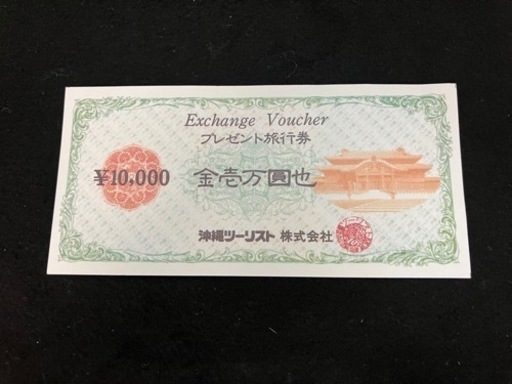 Exchange Voucher
プレゼント旅行券
¥10,000 金壱万圓也
沖縄ツーリスト 株式会社